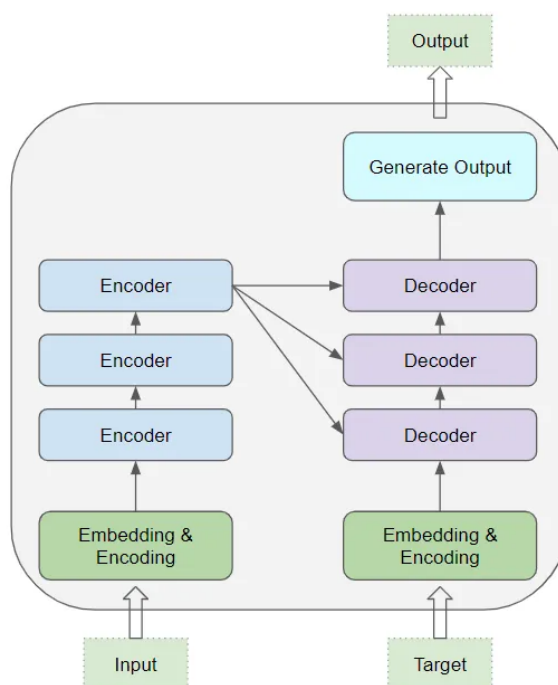 Output
Generate Output
Encoder
Decoder
Encoder
Decoder
Encoder
Decoder
Embedding &
Encoding
Embedding &
Encoding
Input
Target